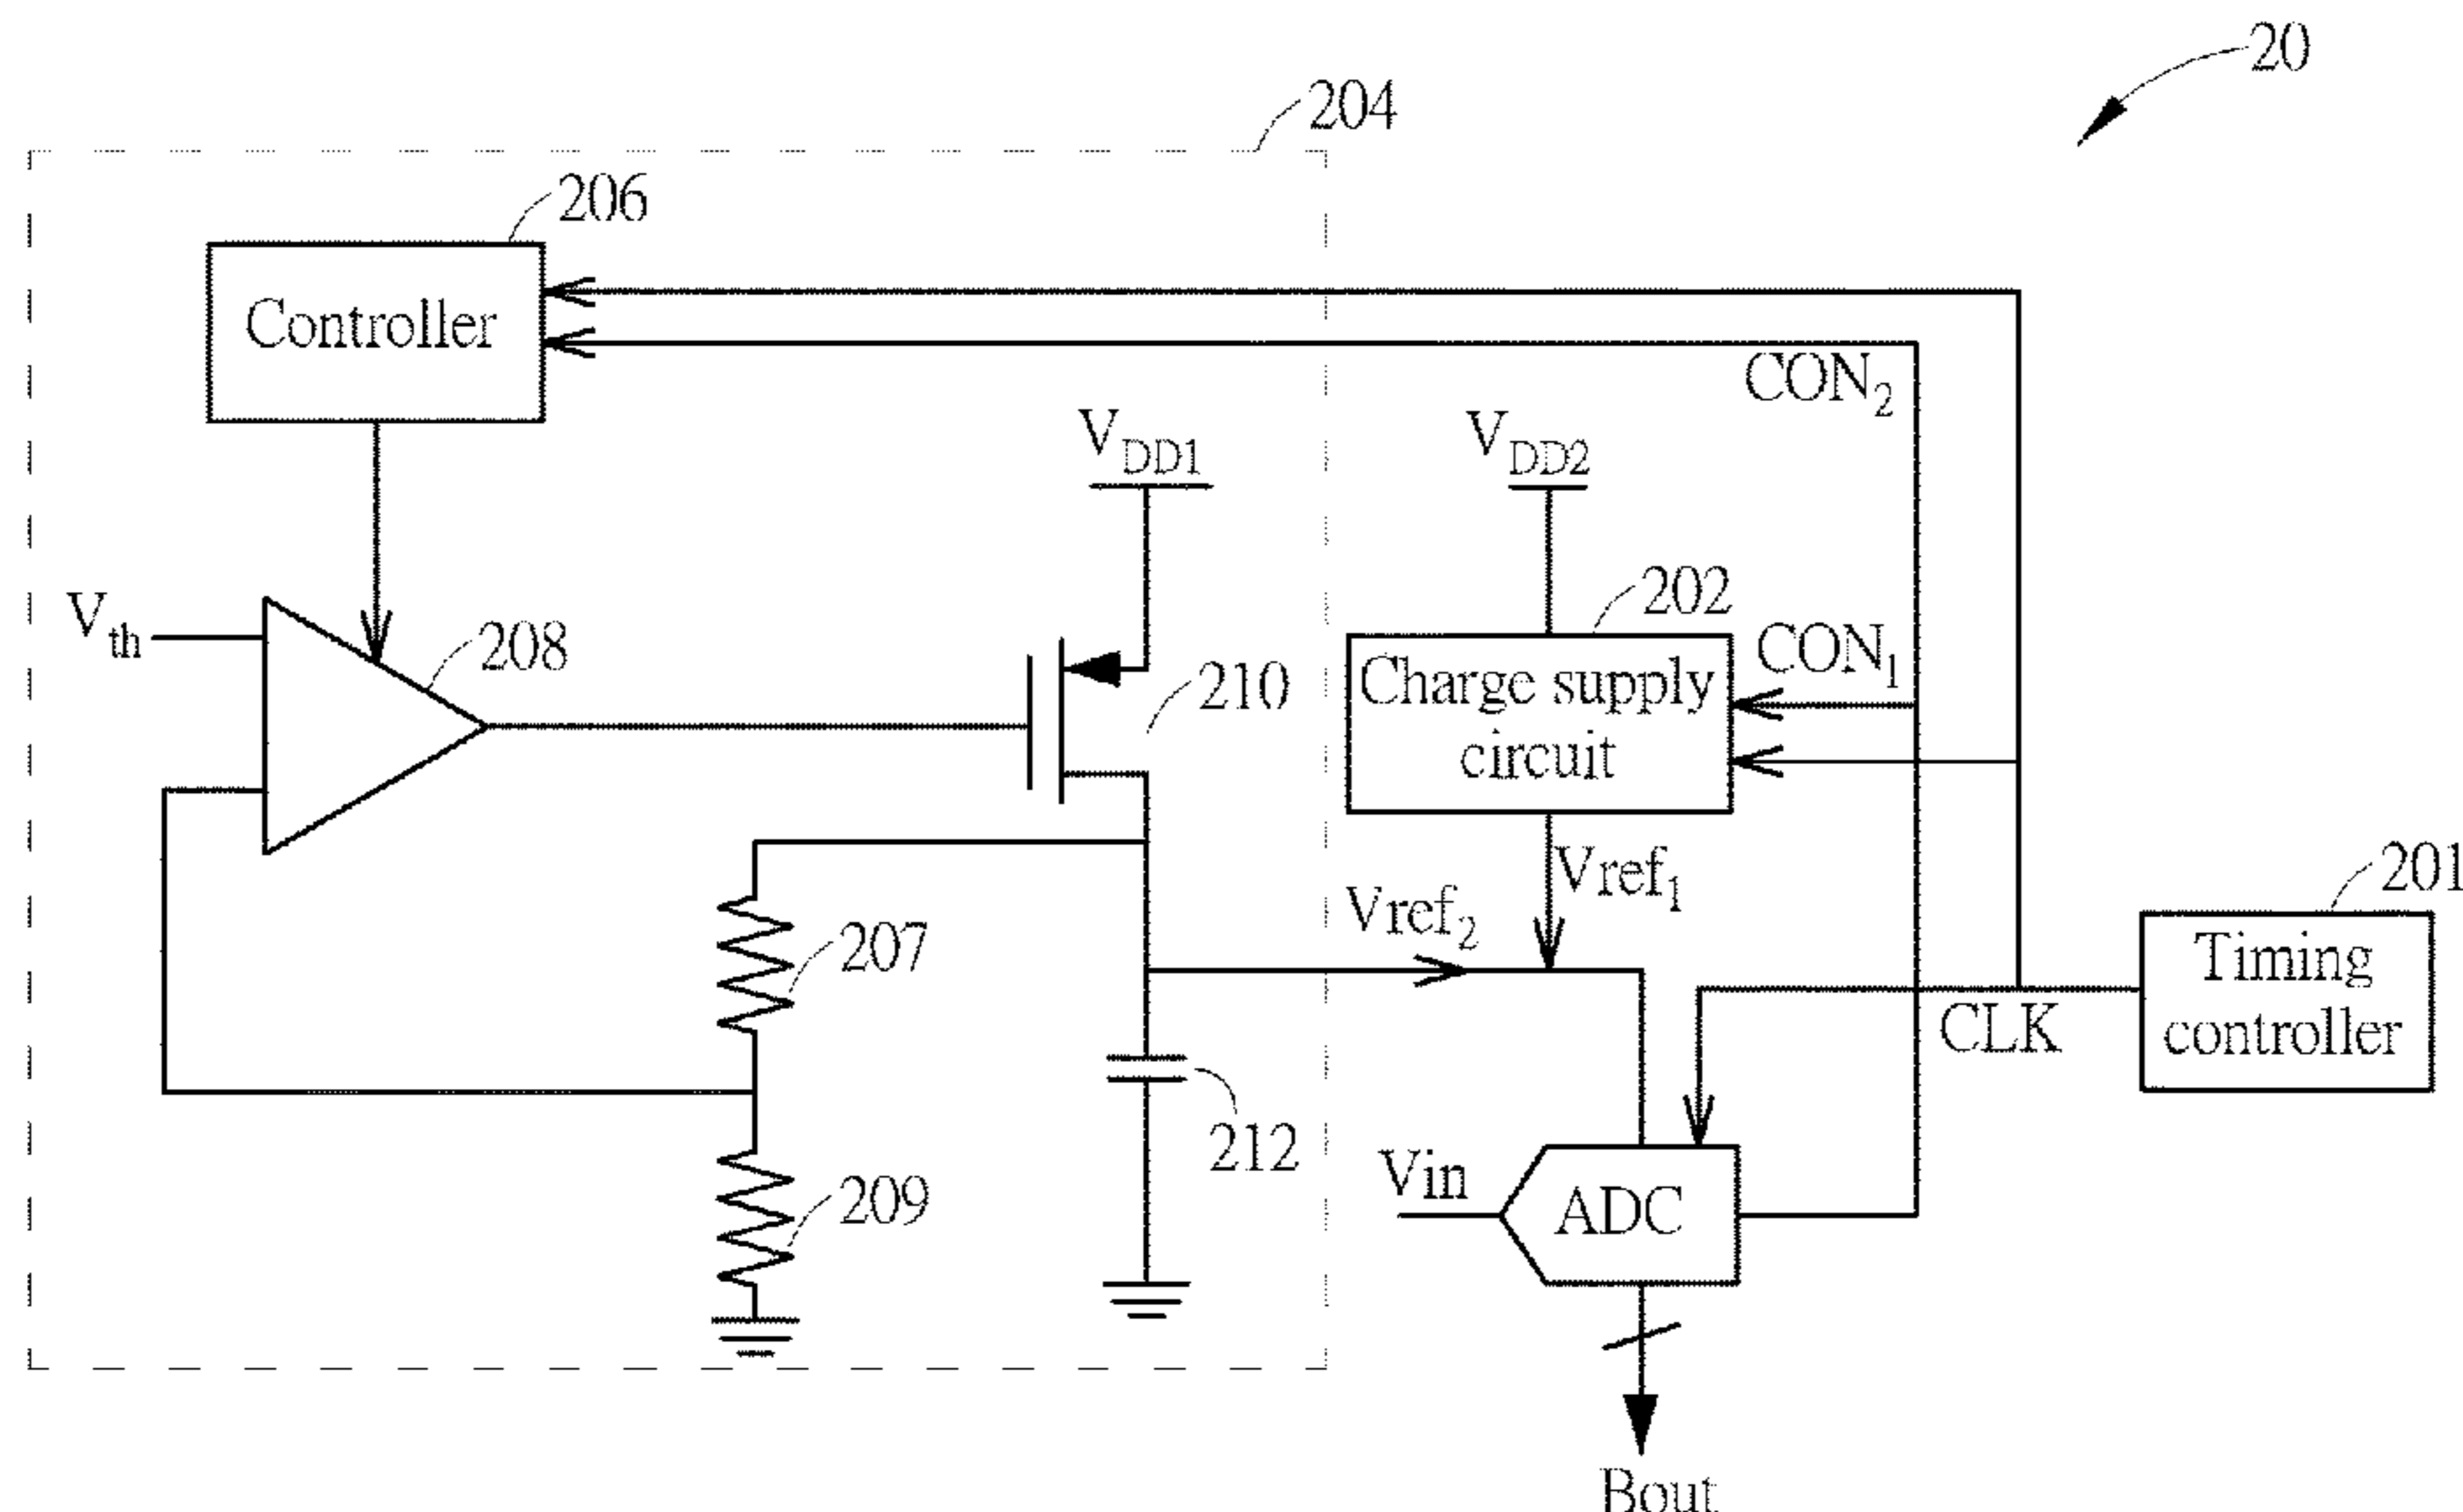 20
204
206
Controller
CON2
VDD1
VDD2
Vth
208
210
202
Charge supply
circuit
CON1
Vref1
Vref2
201
Timing
controller
CLK
207
212
209
Vin
ADC
Bout